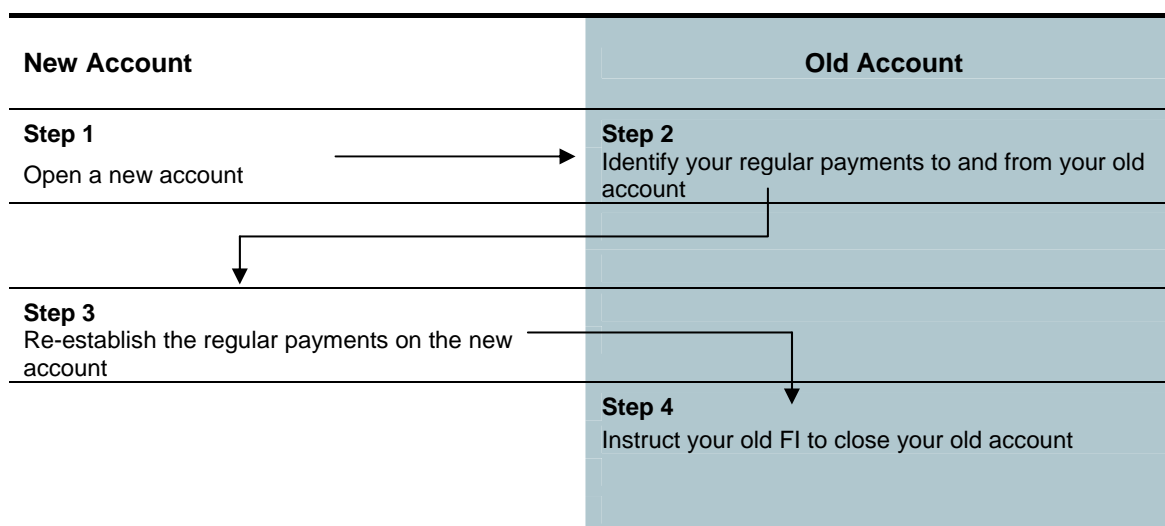 New Account
Old Account
Step 1
Open a new account
Step 2
Identify your regular payments to and from your old
account
Step 3
Re-establish the regular payments on the new
account
Step 4
Instruct your old FI to close your old account